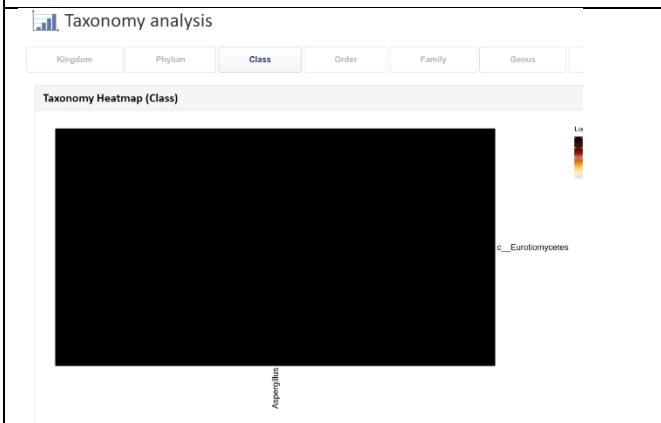 Taxonomy analysis
Kingdom Phylum Class Order Family Genus
Taxonomy Heatmap (Class)
c__Eurotiomycetes
Aspergillus